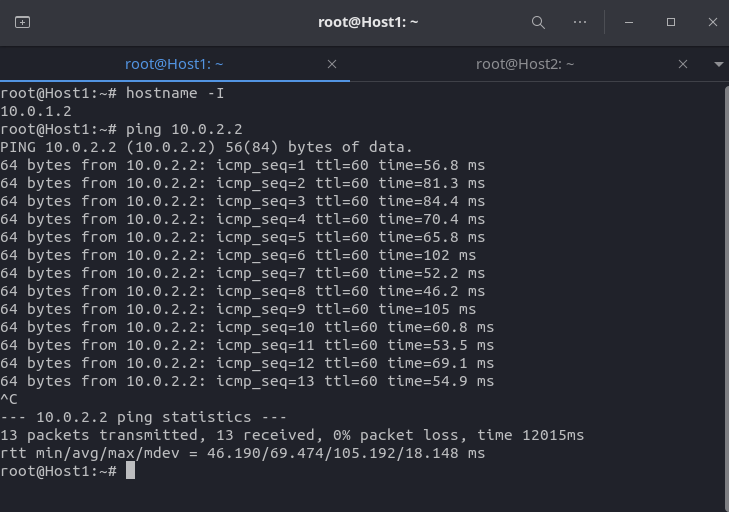 root@Host1: ~
root@Host1: ~
root@Host2: ~
root@Host1:~# hostname -I
10.0.1.2
root@Host1:~# ping 10.0.2.2
PING 10.0.2.2 (10.0.2.2) 56(84) bytes of data.
64 bytes from 10.0.2.2: icmp_seq=1 ttl=60 time=56.8 ms
64 bytes from 10.0.2.2: icmp_seq=2 ttl=60 time=81.3 ms
64 bytes from 10.0.2.2: icmp_seq=3 ttl=60 time=84.4 ms
64 bytes from 10.0.2.2: icmp_seq=4 ttl=60 time=70.4 ms
64 bytes from 10.0.2.2: icmp_seq=5 ttl=60 time=65.8 ms
64 bytes from 10.0.2.2: icmp_seq=6 ttl=60 time=102 ms
64 bytes from 10.0.2.2: icmp_seq=7 ttl=60 time=52.2 ms
64 bytes from 10.0.2.2: icmp_seq=8 ttl=60 time=46.2 ms
64 bytes from 10.0.2.2: icmp_seq=9 ttl=60 time=105 ms
64 bytes from 10.0.2.2: icmp_seq=10 ttl=60 time=60.8 ms
64 bytes from 10.0.2.2: icmp_seq=11 ttl=60 time=53.5 ms
64 bytes from 10.0.2.2: icmp_seq=12 ttl=60 time=69.1 ms
64 bytes from 10.0.2.2: icmp_seq=13 ttl=60 time=54.9 ms
^C
--- 10.0.2.2 ping statistics ---
13 packets transmitted, 13 received, 0% packet loss, time 12015ms
rtt min/avg/max/mdev = 46.190/69.474/105.192/18.148 ms
root@Host1:~#